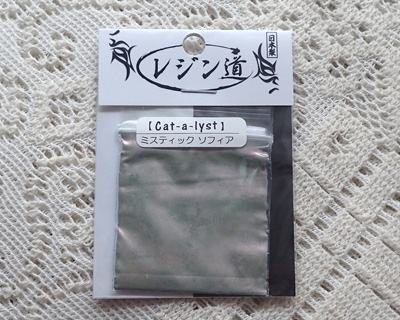 日本製
レジン道
【Cat-a-lyst】
ミスティック ソフィア